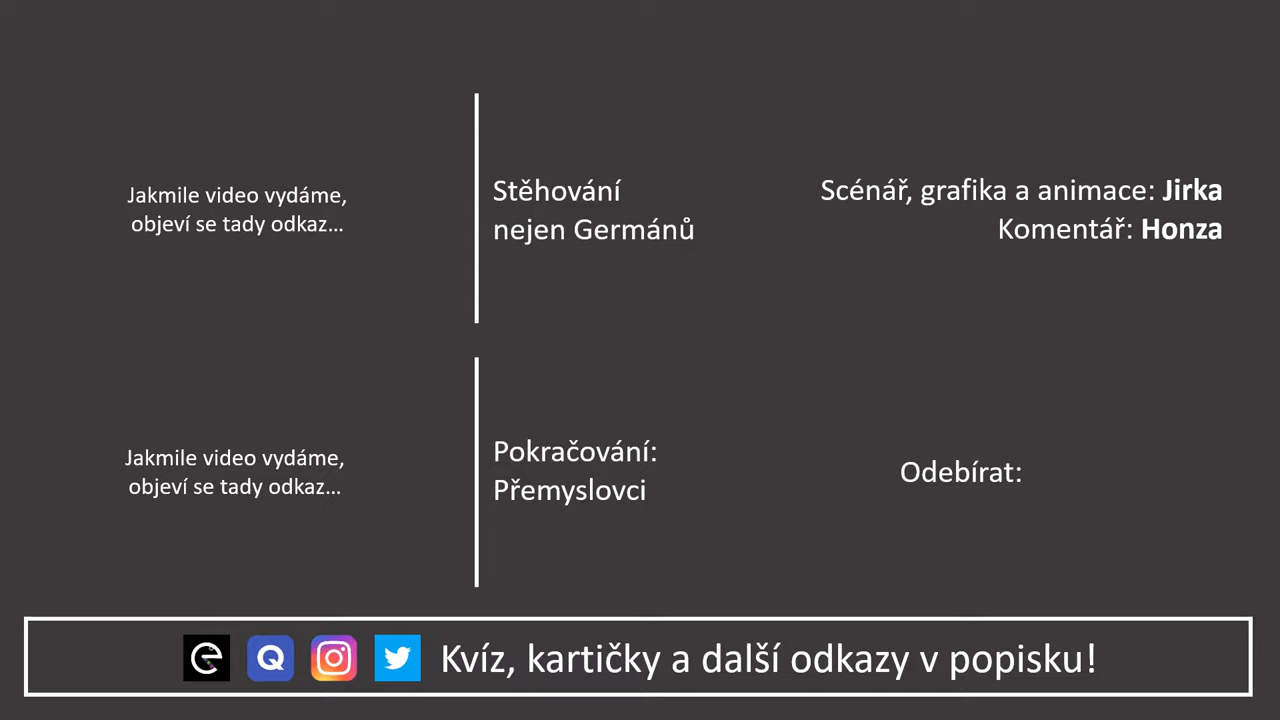 Jakmile video vydáme,
objeví se tady odkaz...
Stěhování
nejen Germánů
Scénář, grafika a animace: Jirka
Komentář: Honza
Jakmile video vydáme,
objeví se tady odkaz...
Pokračování:
Přemyslovci
Odebírat:
Kvíz, kartičky a další odkazy v popisku!